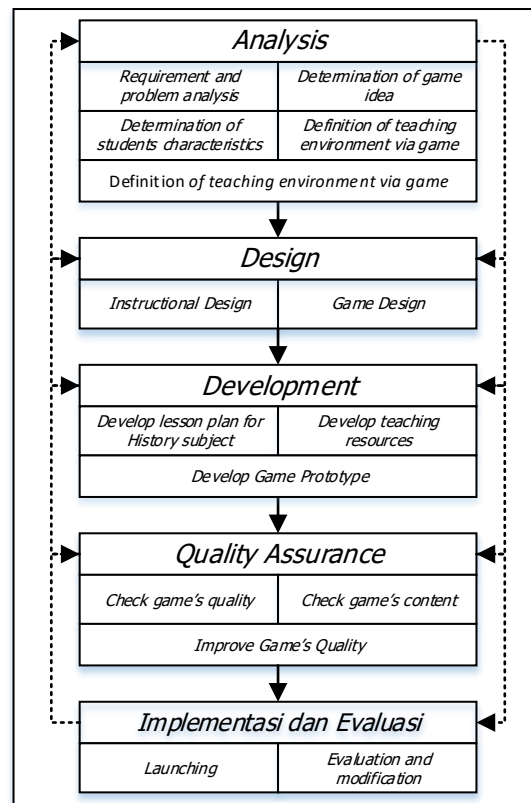 Analysis
Requirement and
problem analysis
Determination of game
idea
Determination of
students characteristics
Definition of teaching
environment via game
Definition of teaching environment via game
Design
Instructional Design
Game Design
Development
Develop lesson plan for
History subject
Develop teaching
resources
Develop Game Prototype
Quality Assurance
Check game's quality
Check game's content
Improve Game's Quality
Implementasi dan Evaluasi
Launching
Evaluation and
modification